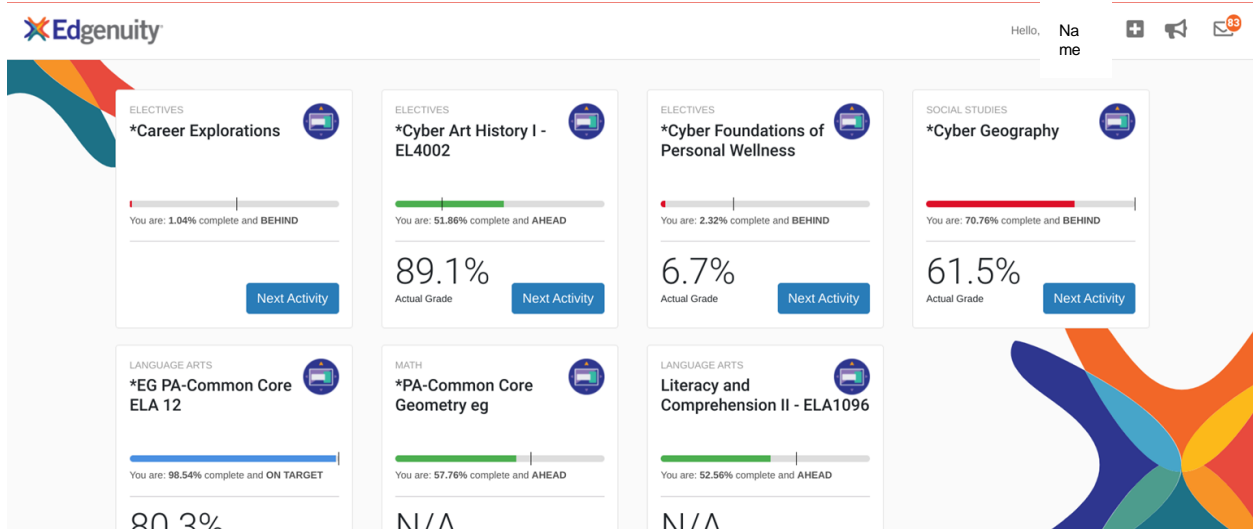 Edgenuity
Hello,
Na
me
83
ELECTIVES
*Career Explorations
You are: 1.04% complete and BEHIND
Next Activity
ELECTIVES
*Cyber Art History I -
EL4002
You are: 51.86% complete and AHEAD
89.1%
Actual Grade
Next Activity
ELECTIVES
*Cyber Foundations of
Personal Wellness
You are: 2.32% complete and BEHIND
6.7%
Actual Grade
Next Activity
SOCIAL STUDIES
*Cyber Geography
You are: 70.76% complete and BEHIND
61.5%
Actual Grade
Next Activity
LANGUAGE ARTS
*EG PA-Common Core
ELA 12
You are: 98.54% complete and ON TARGET
80.3%
MATH
*PA-Common Core
Geometry eg
You are: 57.76% complete and AHEAD
N/A
LANGUAGE ARTS
Literacy and
Comprehension II - ELA1096
You are: 52.56% complete and AHEAD
N/A